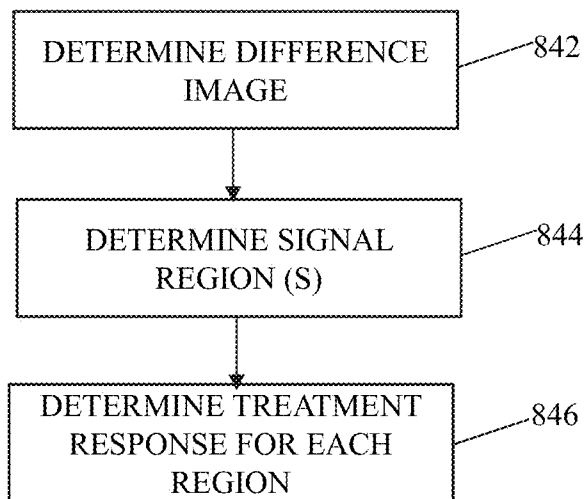 DETERMINE DIFFERENCE
IMAGE
842
DETERMINE SIGNAL
REGION (S)
844
DETERMINE TREATMENT
RESPONSE FOR EACH
REGION
846